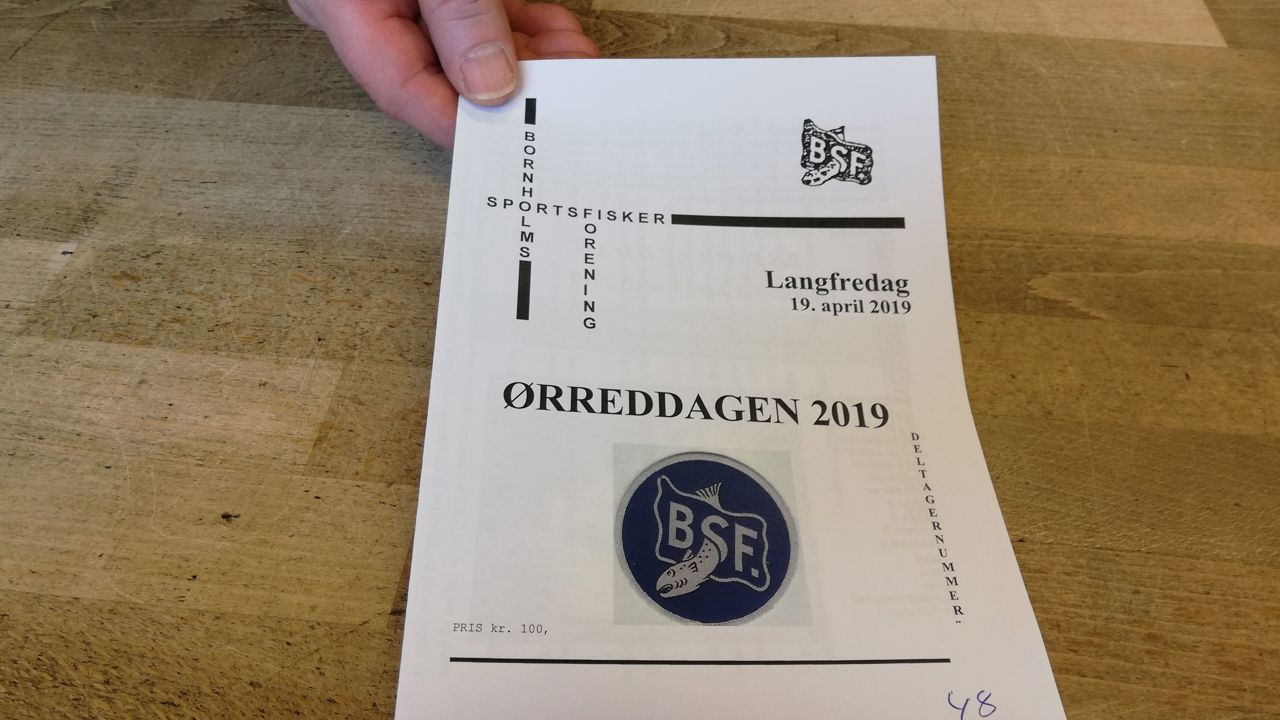 BORNHOLMS
SPORTSFISKER
FORENING
BSF.
Langfredag
19. april 2019
ØRREDDAGEN 2019
DELTAGERNUMMER
BSF.
PRIS kr. 100,
48